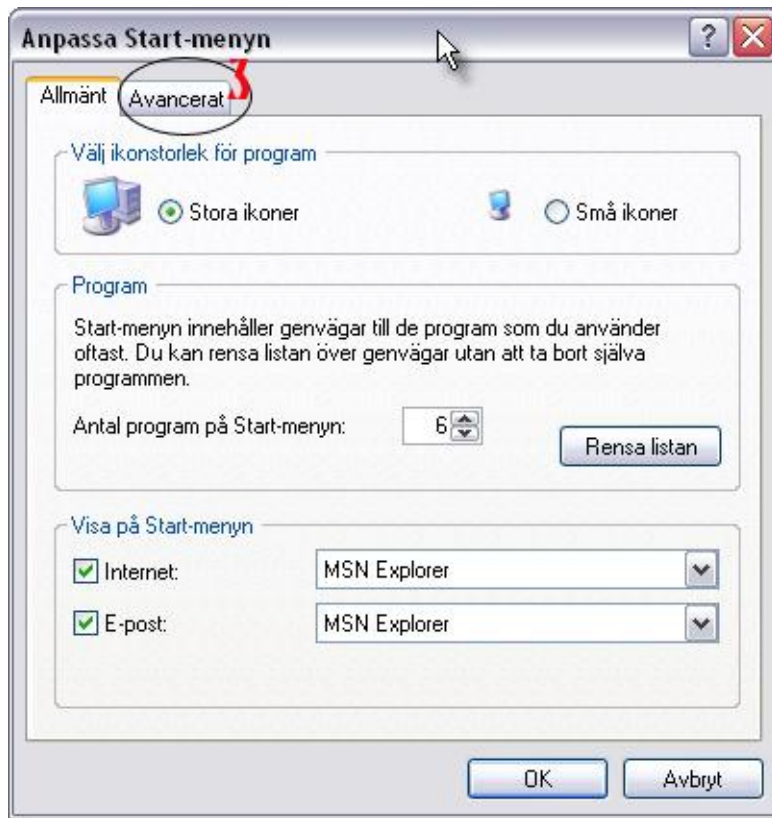 Anpassa Start-menyn
?
Allmänt
Avancerat
3
Välj ikonstorlek för program
Stora ikoner
Små ikoner
Program
Start-menyn innehåller genvägar till de program som du använder
oftast. Du kan rensa listan över genvägar utan att ta bort själva
programmen.
Antal program på Start-menyn:
6
Rensa listan
Visa på Start-menyn
Internet:
MSN Explorer
E-post:
MSN Explorer
OK
Avbryt